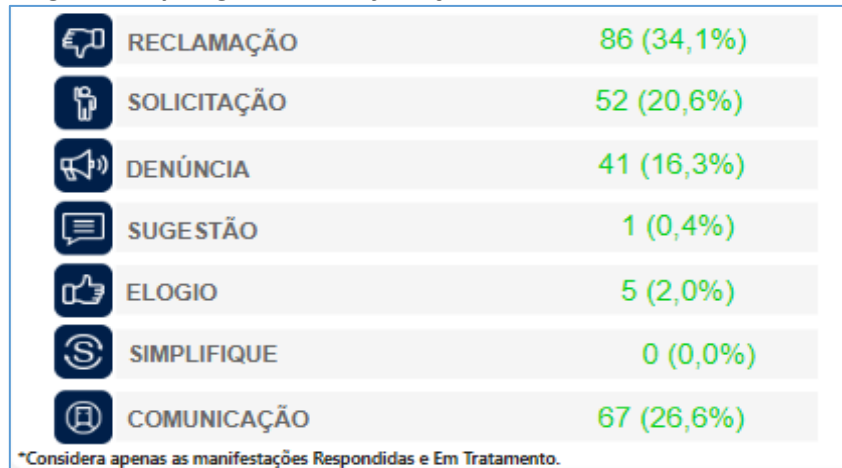 RECLAMAÇÃO 86 (34,1%)
SOLICITAÇÃO 52 (20,6%)
DENÚNCIA 41 (16,3%)
SUGESTÃO 1 (0,4%)
ELOGIO 5 (2,0%)
SIMPLIFIQUE 0 (0,0%)
COMUNICAÇÃO 67 (26,6%)
*Considera apenas as manifestações Respondidas e Em Tratamento.